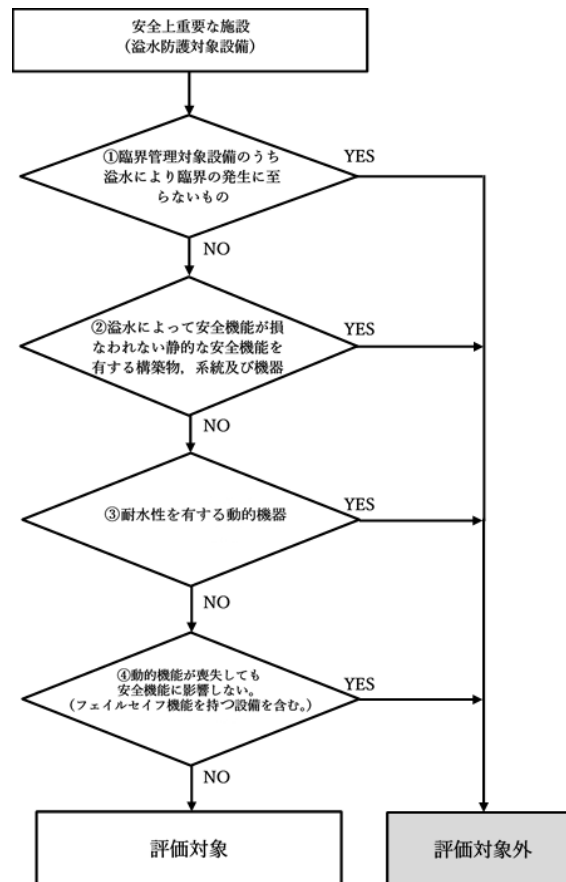 安全上重要な施設
(溢水防護対象設備)
①臨界管理対象設備のうち
溢水により臨界の発生に至
らないもの
YES
NO
②溢水によって安全機能が損
なわれない静的な安全機能を
有する構築物，系統及び機器
YES
NO
③耐水性を有する動的機器
YES
NO
④動的機能が喪失しても
安全機能に影響しない。
(フェイルセイフ機能を持つ設備を含む。)
YES
NO
評価対象
評価対象外